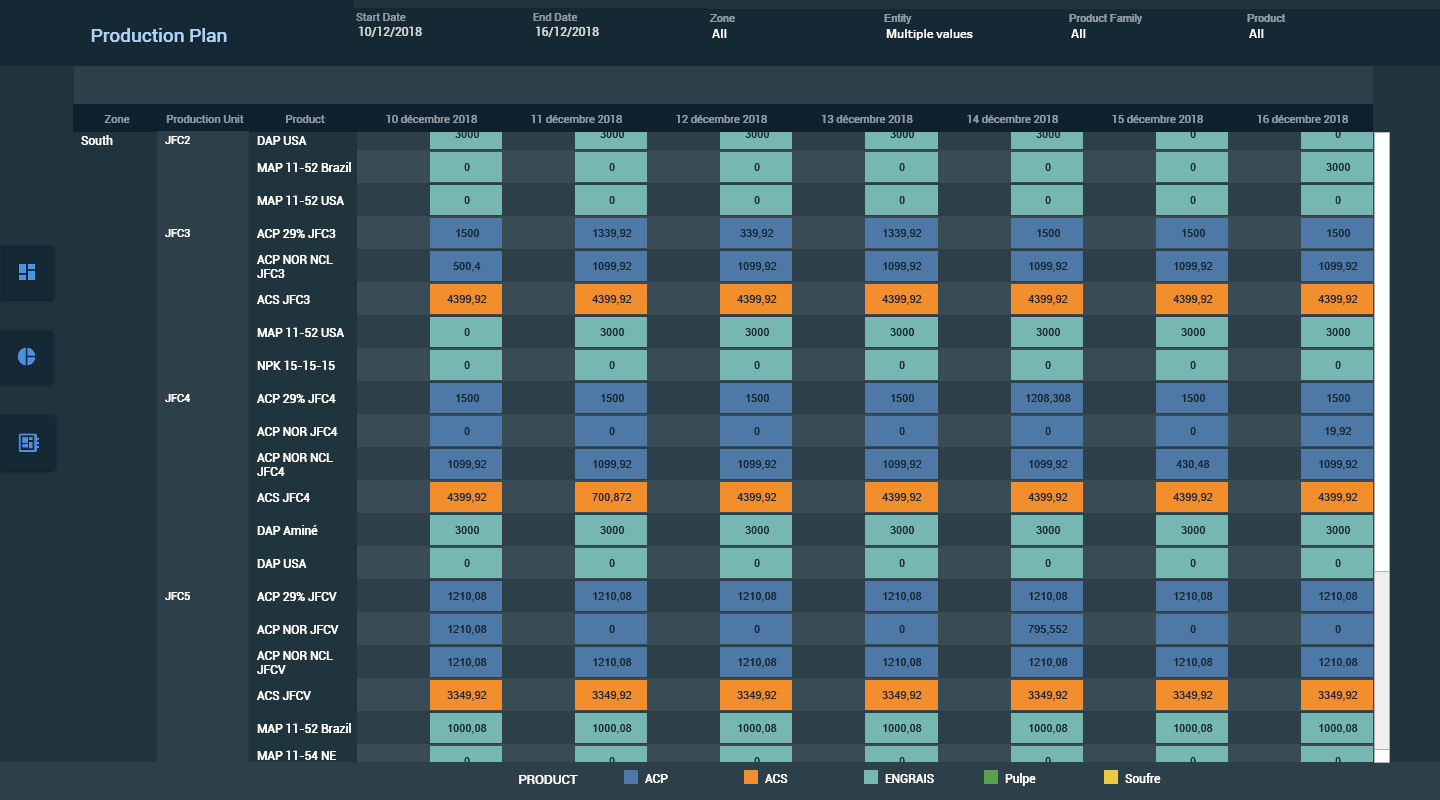 Production Plan
Start Date
10/12/2018
End Date
16/12/2018
Zone
All
Entity
Multiple values
Product Family
All
Product
All
Zone Production Unit Product 10 décembre 2018 11 décembre 2018 12 décembre 2018 13 décembre 2018 14 décembre 2018 15 décembre 2018 16 décembre 2018
South JFC2 DAP USA 3000 3000 3000 3000 3000 0 0
MAP 11-52 Brazil 0 0 0 0 0 0 3000
MAP 11-52 USA 0 0 0 0 0 0 0
JFC3 ACP 29% JFC3 1500 1339,92 339,92 1339,92 1500 1500 1500
ACP NOR NCL
JFC3 500,4 1099,92 1099,92 1099,92 1099,92 1099,92 1099,92
ACS JFC3 4399,92 4399,92 4399,92 4399,92 4399,92 4399,92 4399,92
MAP 11-52 USA 0 3000 3000 3000 3000 3000 3000
NPK 15-15-15 0 0 0 0 0 0 0
JFC4 ACP 29% JFC4 1500 1500 1500 1500 1208,308 1500 1500
ACP NOR JFC4 0 0 0 0 0 0 19,92
ACP NOR NCL
JFC4 1099,92 1099,92 1099,92 1099,92 1099,92 430,48 1099,92
ACS JFC4 4399,92 700,872 4399,92 4399,92 4399,92 4399,92 4399,92
DAP Aminé 3000 3000 3000 3000 3000 3000 3000
DAP USA 0 0 0 0 0 0 0
JFC5 ACP 29% JFCV 1210,08 1210,08 1210,08 1210,08 1210,08 1210,08 1210,08
ACP NOR JFCV 1210,08 0 0 0 795,552 0 0
ACP NOR NCL
JFCV 1210,08 1210,08 1210,08 1210,08 1210,08 1210,08 1210,08
ACS JFCV 3349,92 3349,92 3349,92 3349,92 3349,92 3349,92 3349,92
MAP 11-52 Brazil 1000,08 1000,08 1000,08 1000,08 1000,08 1000,08 1000,08
MAP 11-54 NE 0 0 0 0 0 0 0
PRODUCT ACP ACS ENGRAIS Pulpe Soufre